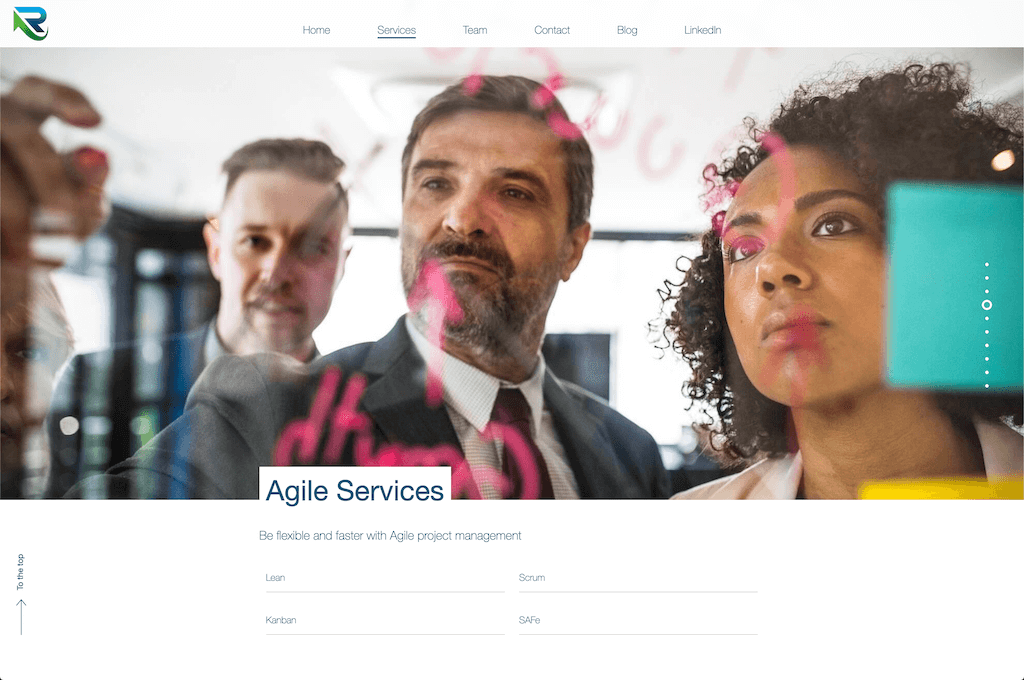 Home Services Team Contact Blog LinkedIn
Agile Services
Be flexible and faster with Agile project management
To the top
Lean Scrum
Kanban SAFe